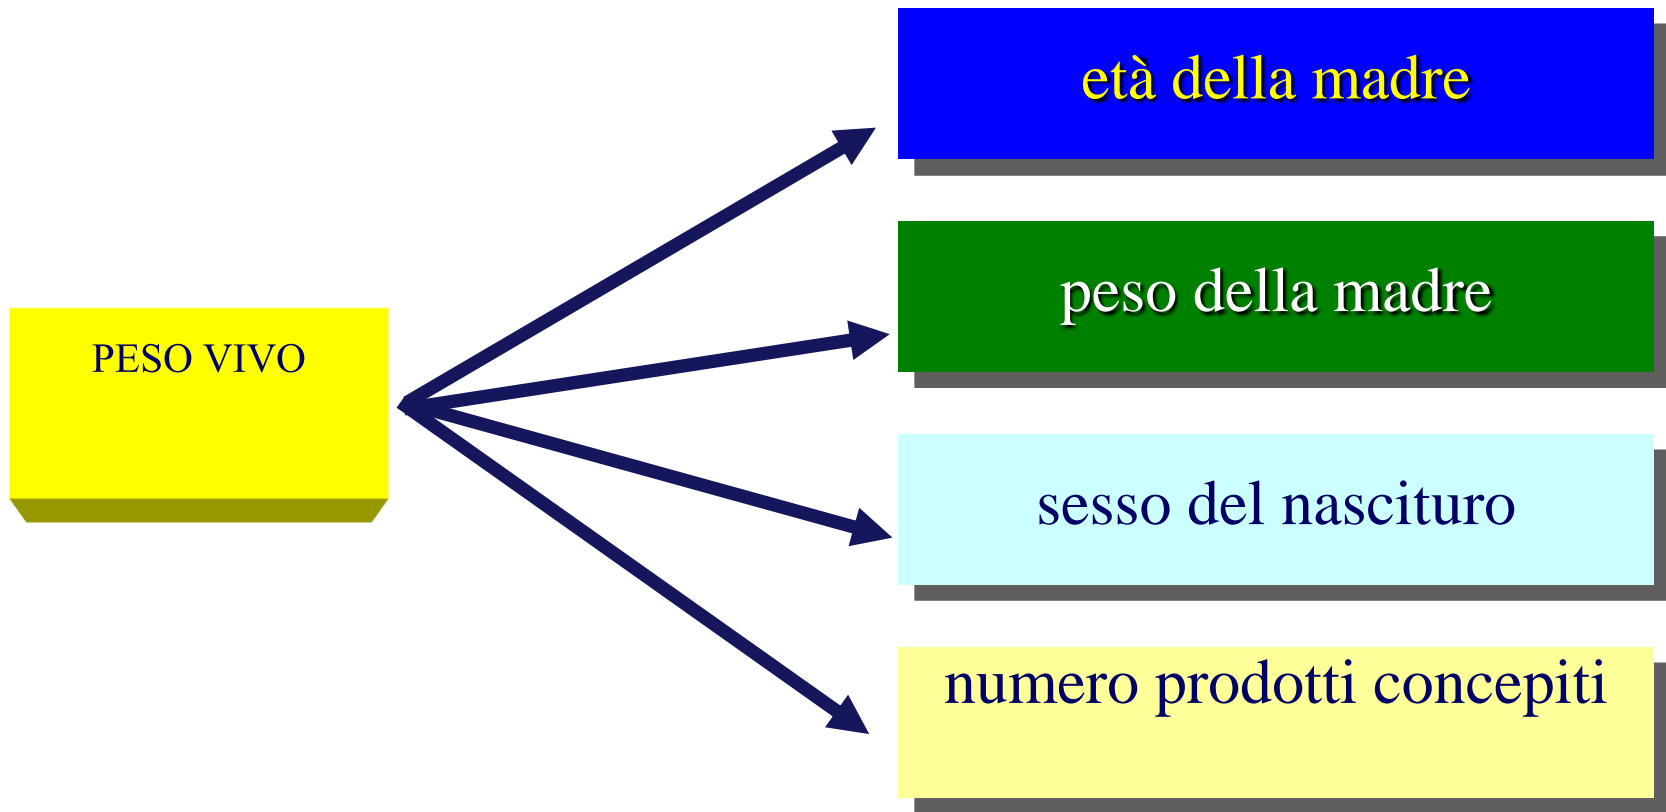 età della madre
peso della madre
PESO VIVO
sesso del nascituro
numero prodotti concepiti